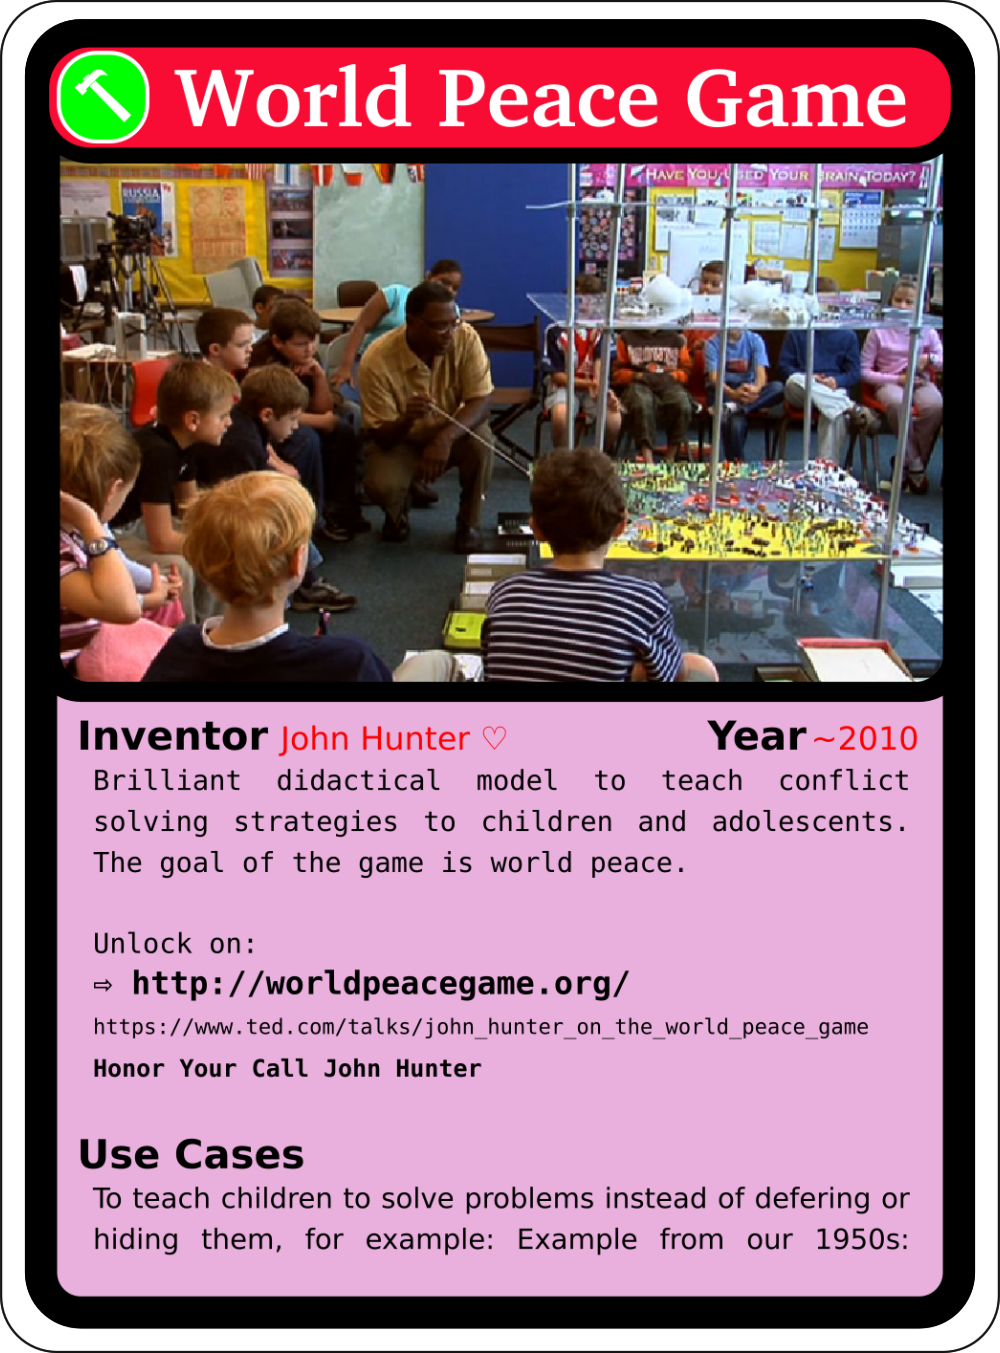 World Peace Game
RUSSIA
HAVE YOU USED YOUR BRAIN TODAY?
Inventor John Hunter ♡ Year ~2010
Brilliant didactical model to teach conflict
solving strategies to children and adolescents.
The goal of the game is world peace.
Unlock on:
⇨ http://worldpeacegame.org/
https://www.ted.com/talks/john_hunter_on_the_world_peace_game
Honor Your Call John Hunter
Use Cases
To teach children to solve problems instead of defering or
hiding them, for example: Example from our 1950s: